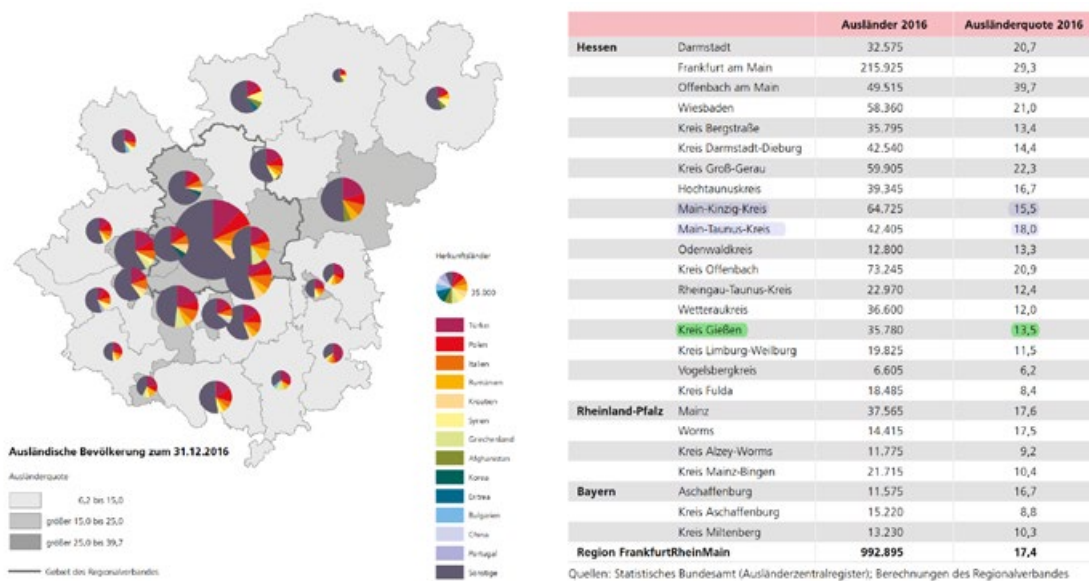 Herkunftsländer
25.000
Türkei
Polen
Italien
Rumänien
Kroatien
Syrien
Griechenland
Afghanistan
Korea
Eritrea
Bulgarien
China
Portugal
Sonstige
Ausländische Bevölkerung zum 31.12.2016
Ausländerquote
6,2 bis 15,0
größer 15,0 bis 25,0
größer 25,0 bis 39,7
Gebiet des Regionalverbandes
Ausländer 2016 Ausländerquote 2016
Hessen Darmstadt 32.575 20,7
Frankfurt am Main 215.925 29,3
Offenbach am Main 49.515 39,7
Wiesbaden 58.360 21,0
Kreis Bergstraße 35.795 13,4
Kreis Darmstadt-Dieburg 42.540 14,4
Kreis Groß-Gerau 59.905 22,3
Hochtaunuskreis 39.345 16,7
Main-Kinzig-Kreis 64.725 15,5
Main-Taunus-Kreis 42.405 18,0
Odenwaldkreis 12.800 13,3
Kreis Offenbach 73.245 20,9
Rheingau-Taunus-Kreis 22.970 12,4
Wetteraukreis 36.600 12,0
Kreis Gießen 35.780 13,5
Kreis Limburg-Weilburg 19.825 11,5
Vogelsbergkreis 6.605 6,2
Kreis Fulda 18.485 8,4
Rheinland-Pfalz Mainz 37.565 17,6
Worms 14.415 17,5
Kreis Alzey-Worms 11.775 9,2
Kreis Mainz-Bingen 21.715 10,4
Bayern Aschaffenburg 11.575 16,7
Kreis Aschaffenburg 15.220 8,8
Kreis Miltenberg 13.230 10,3
Region FrankfurtRheinMain 992.895 17,4
Quellen: Statistisches Bundesamt (Ausländerzentralregister); Berechnungen des Regionalverbandes